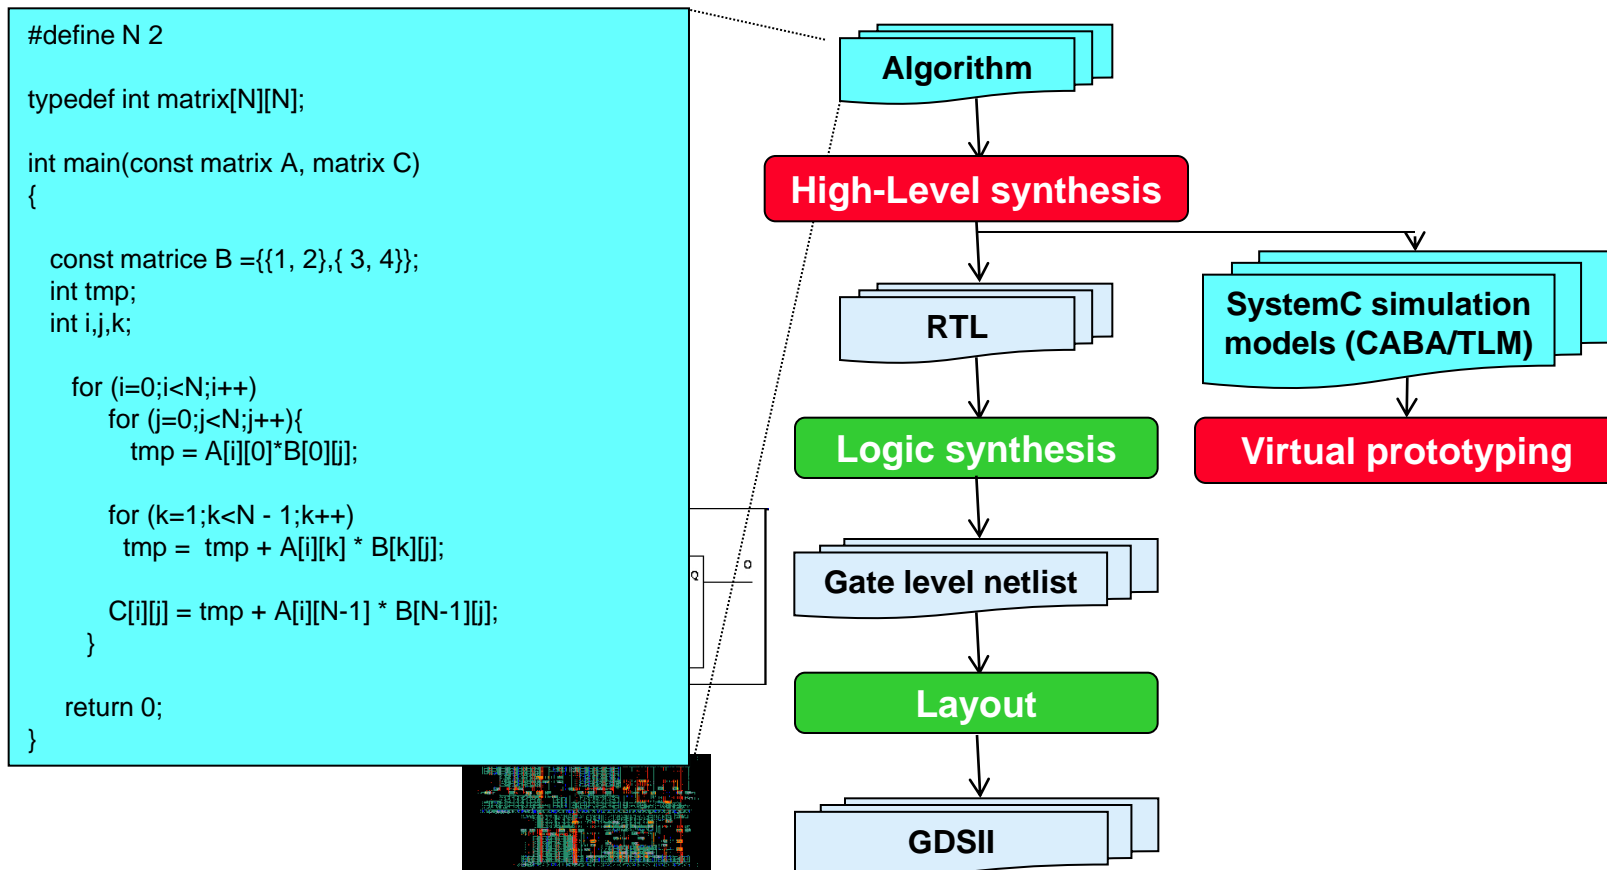 #define N 2
typedef int matrix[N][N];
int main(const matrix A, matrix C)
{
const matrice B ={{1, 2},{ 3, 4}};
int tmp;
int i,j,k;
for (i=0;i<N;i++)
for (j=0;j<N;j++){
tmp = A[i][0]*B[0][j];
for (k=1;k<N - 1;k++)
tmp =  tmp + A[i][k] * B[k][j];
C[i][j] = tmp + A[i][N-1] * B[N-1][j];
}
return 0;
}
Q
O
Algorithm
High-Level synthesis
RTL
SystemC simulation
models (CABA/TLM)
Logic synthesis
Virtual prototyping
Gate level netlist
Layout
GDSII